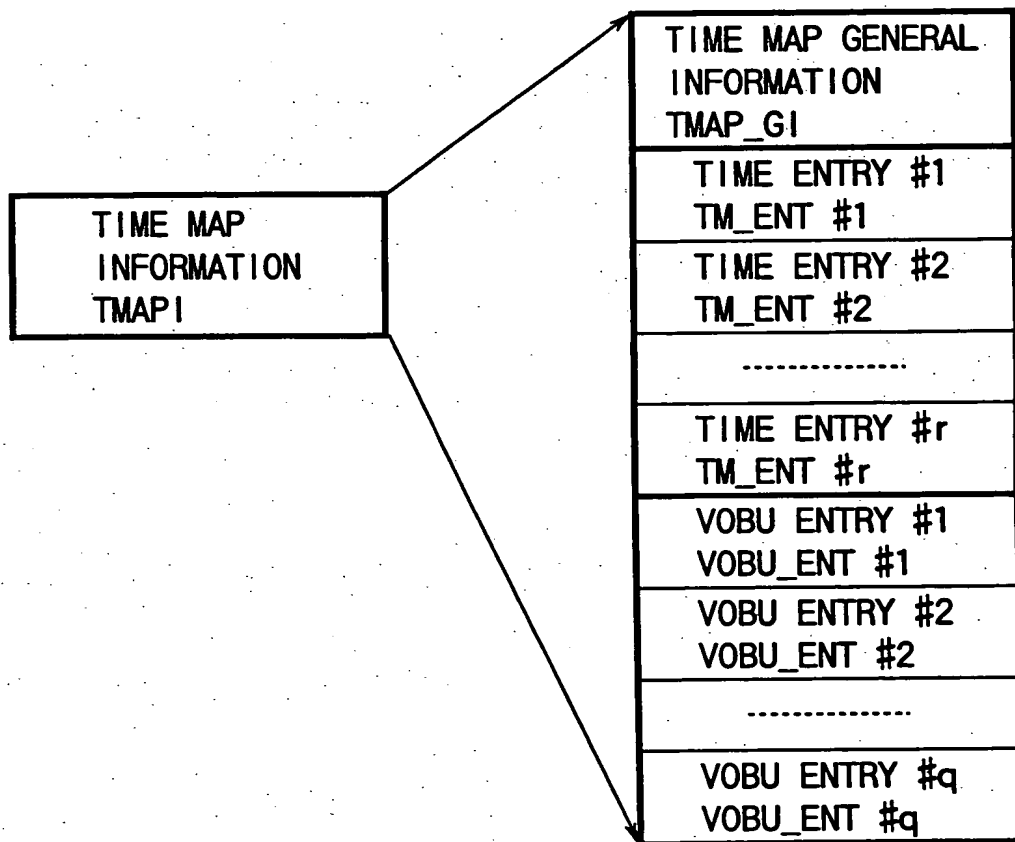 TIME MAP
INFORMATION
TMAPI
TIME MAP GENERAL
INFORMATION
TMAP_GI
TIME ENTRY #1
TM_ENT #1
TIME ENTRY #2
TM_ENT #2
................
TIME ENTRY #r
TM_ENT #r
VOBU ENTRY #1
VOBU_ENT #1
VOBU ENTRY #2
VOBU_ENT #2
................
VOBU ENTRY #q
VOBU_ENT #q